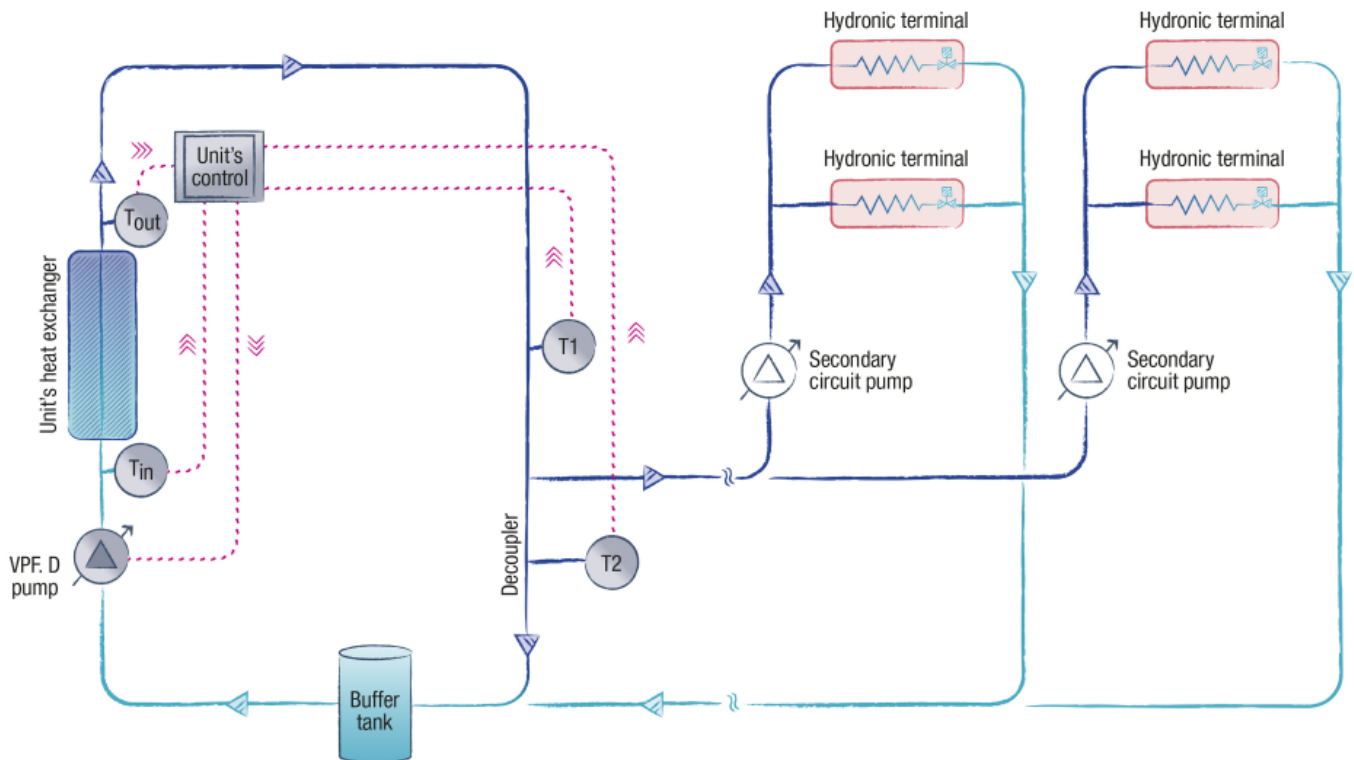 Hydronic terminal
Hydronic terminal
Unit's
control
Hydronic terminal
Hydronic terminal
Tout
Unit's heat exchanger
T1
Secondary
circuit pump
Secondary
circuit pump
Tin
Decoupler
VPF. D
pump
T2
Buffer
tank